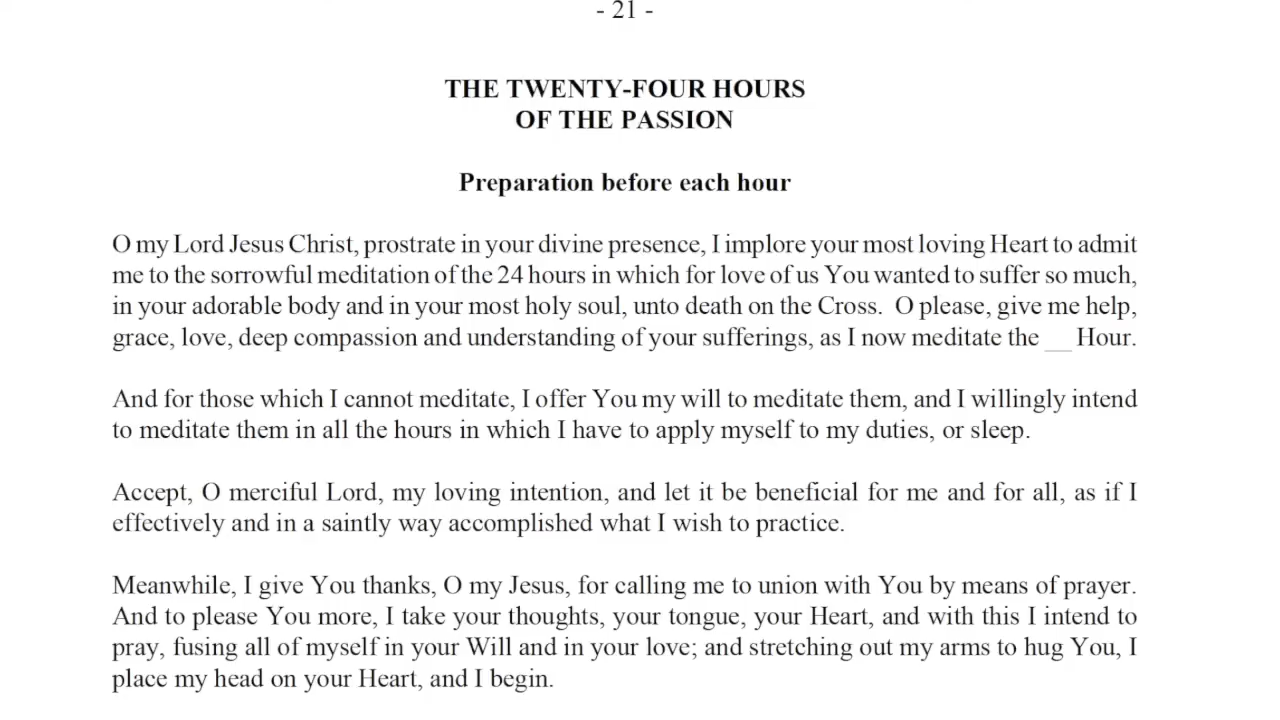 - 21 -
THE TWENTY-FOUR HOURS
OF THE PASSION
Preparation before each hour
O my Lord Jesus Christ, prostrate in your divine presence, I implore your most loving Heart to admit
me to the sorrowful meditation of the 24 hours in which for love of us You wanted to suffer so much,
in your adorable body and in your most holy soul, unto death on the Cross. O please, give me help,
grace, love, deep compassion and understanding of your sufferings, as I now meditate the __ Hour.
And for those which I cannot meditate, I offer You my will to meditate them, and I willingly intend
to meditate them in all the hours in which I have to apply myself to my duties, or sleep.
Accept, O merciful Lord, my loving intention, and let it be beneficial for me and for all, as if I
effectively and in a saintly way accomplished what I wish to practice.
Meanwhile, I give You thanks, O my Jesus, for calling me to union with You by means of prayer.
And to please You more, I take your thoughts, your tongue, your Heart, and with this I intend to
pray, fusing all of myself in your Will and in your love; and stretching out my arms to hug You, I
place my head on your Heart, and I begin.